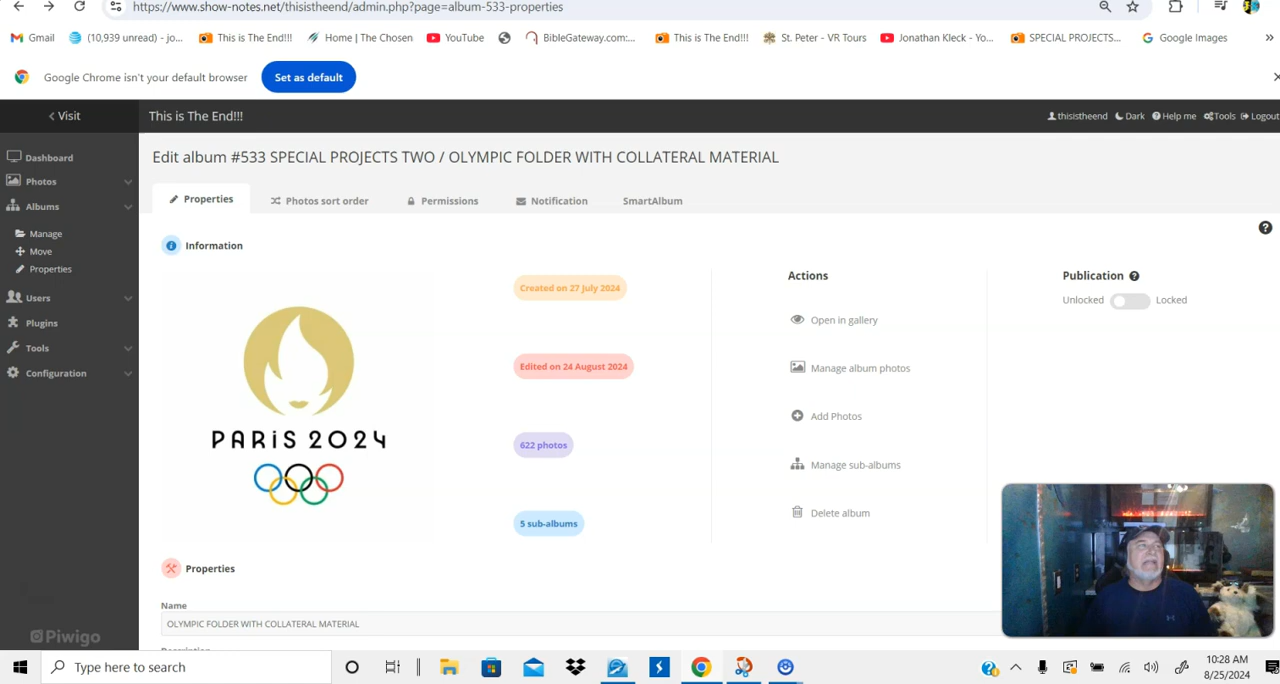 https://www.show-notes.net/thisistheend/admin.php?page=album-533-properties
Gmail
(10,939 unread) - jo...
This is The End!!!
Home | The Chosen
YouTube
BibleGateway.com:...
This is The End!!!
St. Peter - VR Tours
Jonathan Kleck - Yo...
SPECIAL PROJECTS...
Google Images
»
Google Chrome isn't your default browser
Set as default
Visit
This is The End!!!
thisistheend
Dark
Help me
Tools
Logout
Dashboard
Photos
Albums
Manage
Move
Properties
Users
Plugins
Tools
Configuration
Piwigo
Edit album #533 SPECIAL PROJECTS TWO / OLYMPIC FOLDER WITH COLLATERAL MATERIAL
Properties
Photos sort order
Permissions
Notification
SmartAlbum
Information
PARIS 2024
Created on 27 July 2024
Edited on 24 August 2024
622 photos
5 sub-albums
Actions
Open in gallery
Manage album photos
Add Photos
Manage sub-albums
Delete album
Publication
Unlocked
Locked
Properties
Name
OLYMPIC FOLDER WITH COLLATERAL MATERIAL
Type here to search
10:28 AM
8/25/2024